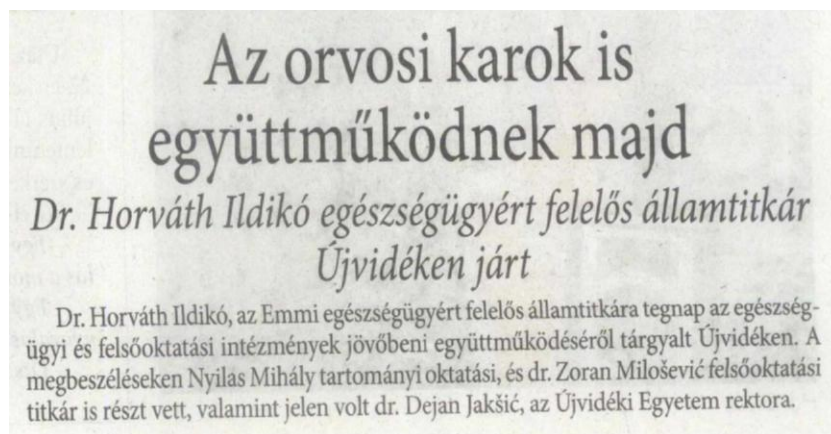 Az orvosi karok is
együttműködnek majd
Dr. Horváth Ildikó egészségügyért felelős államtitkár
Újvidéken járt
Dr. Horváth Ildikó, az Emmi egészségügyért felelős államtitkára tegnap az egészség-
ügyi és felsőoktatási intézmények jövőbeni együttműködéséről tárgyalt Újvidéken. A
megbeszéléseken Nyilas Mihály tartományi oktatási, és dr. Zoran Milošević felsőoktatási
titkár is részt vett, valamint jelen volt dr. Dejan Jakšić, az Újvidéki Egyetem rektora.